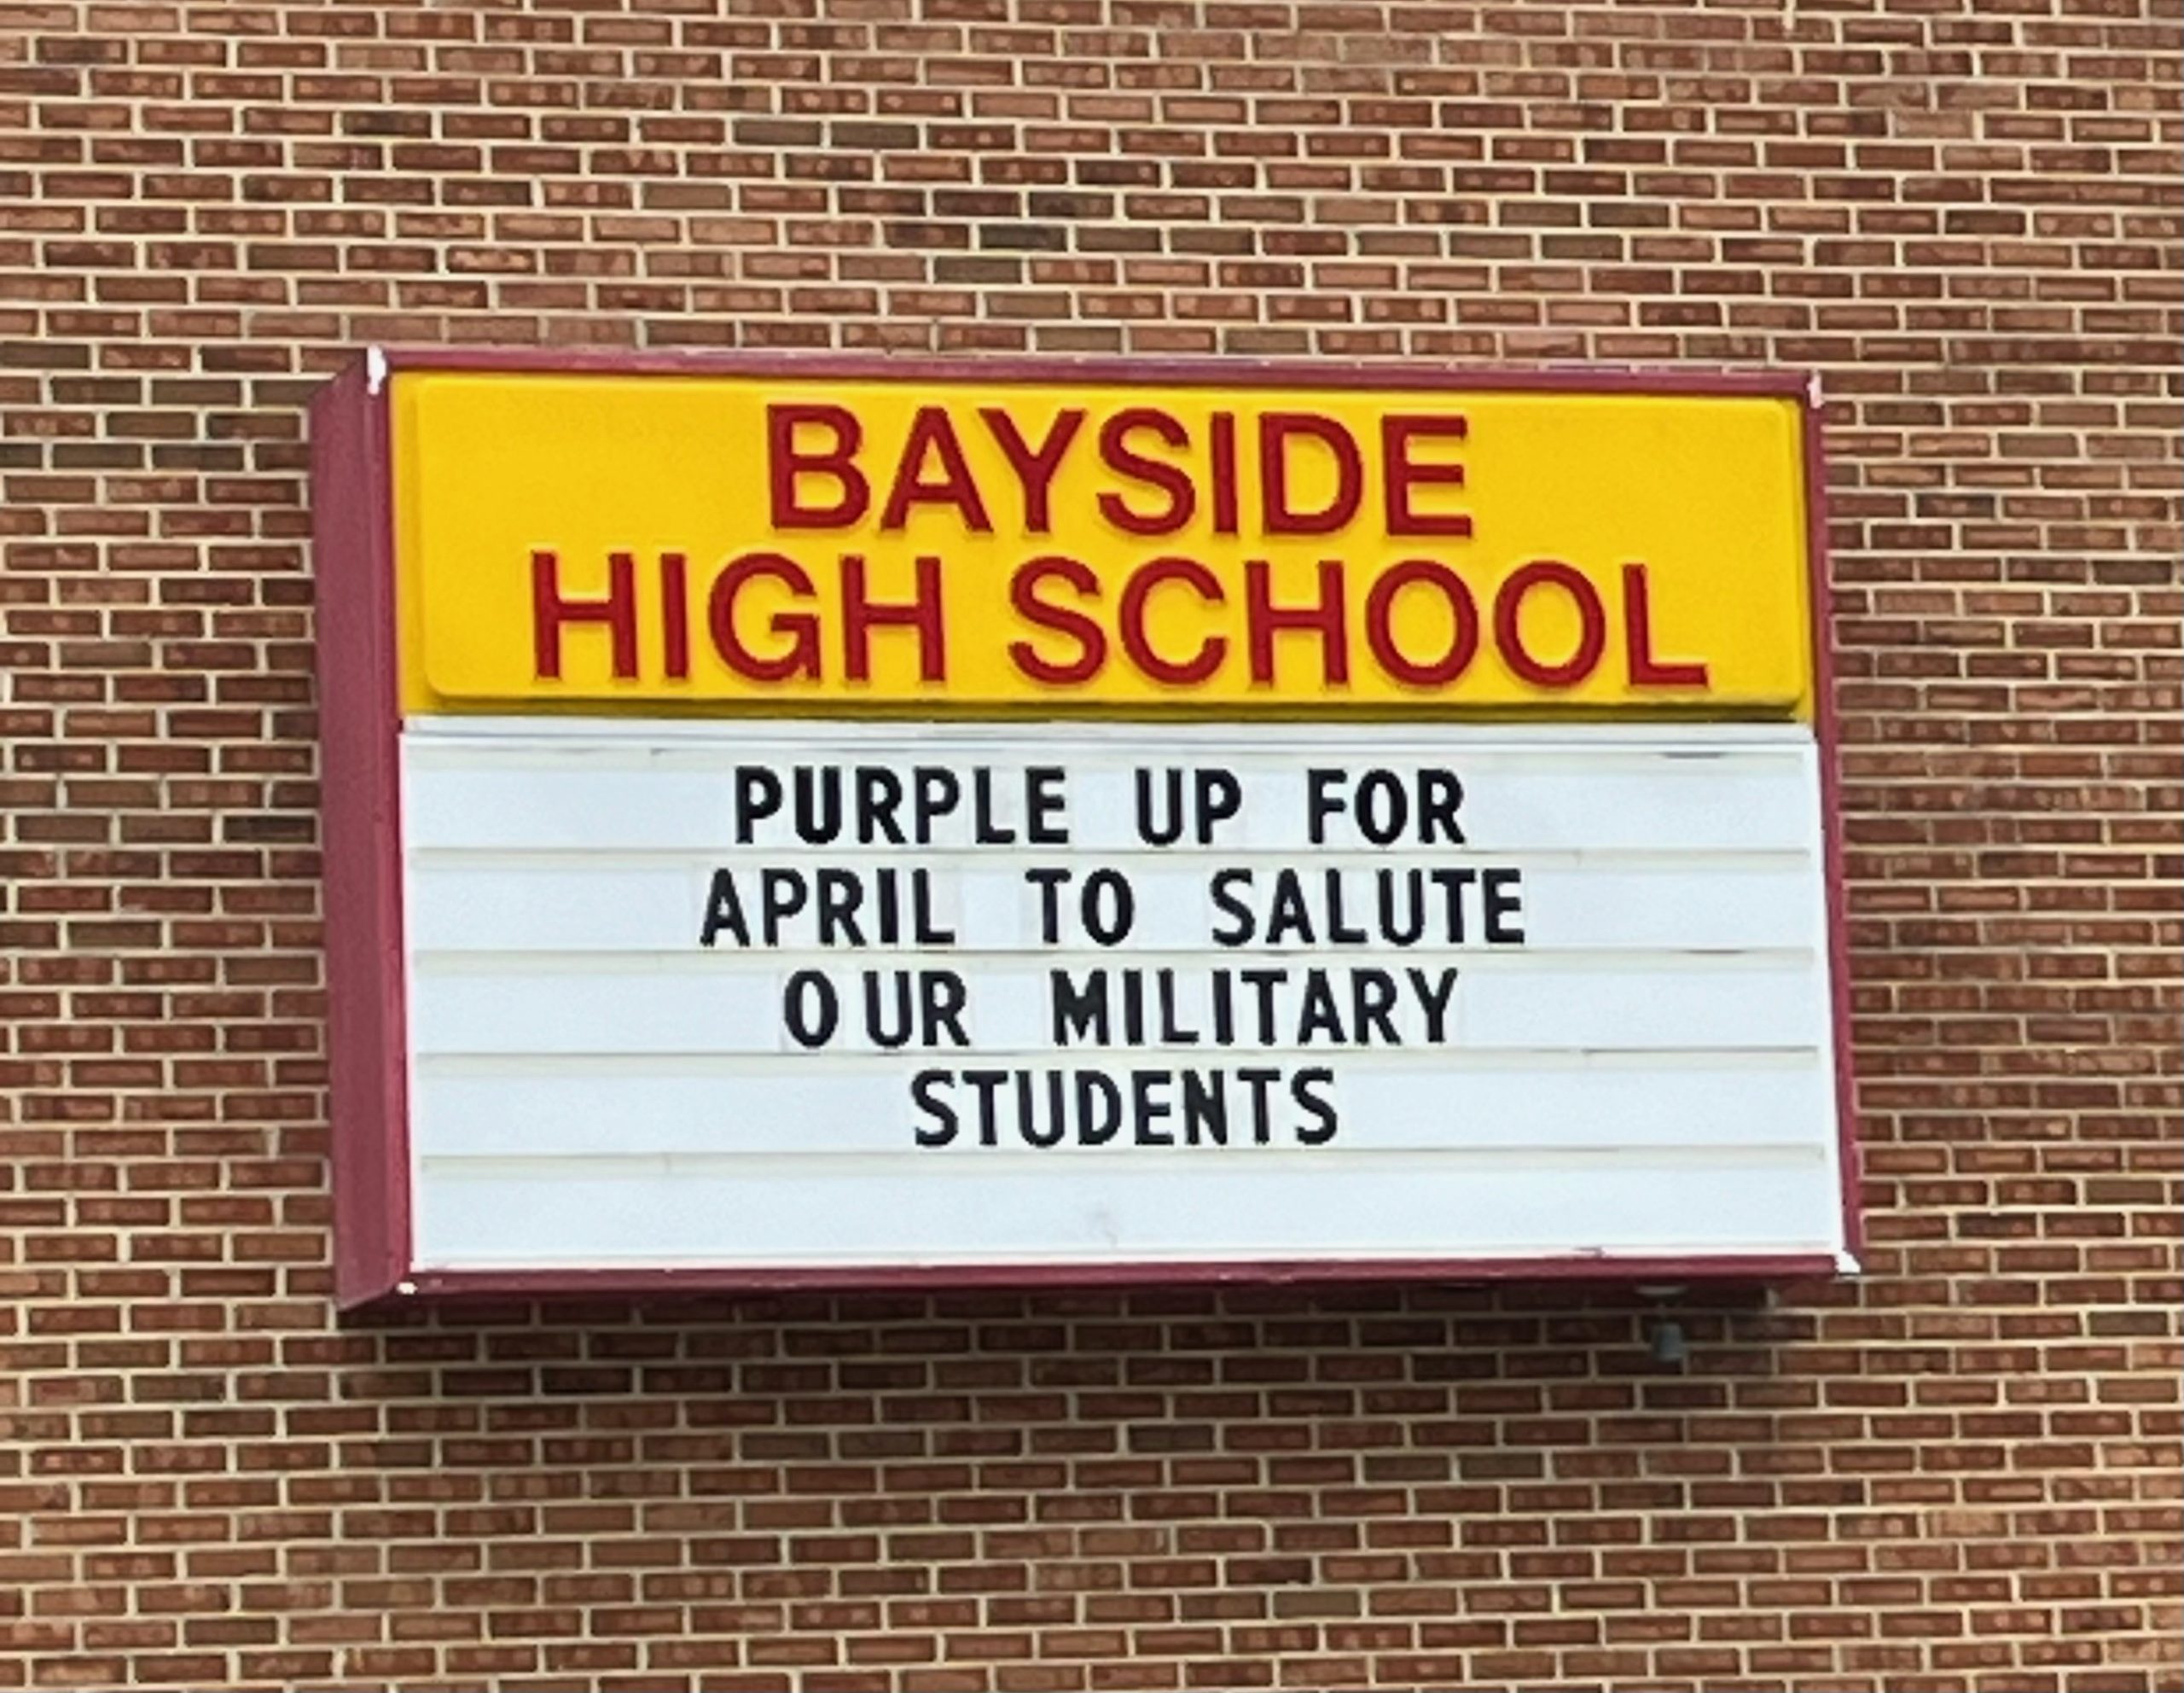 BAYSIDE
HIGH SCHOOL
PURPLE UP FOR
APRIL TO SALUTE
OUR MILITARY
STUDENTS